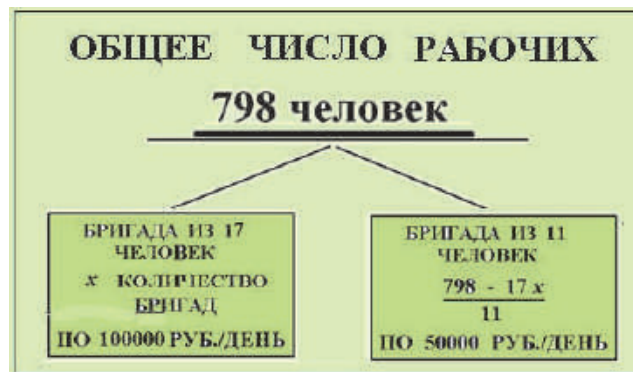 ОБЩЕЕ ЧИСЛО РАБОЧИХ
798 человек
БРИГАДА ИЗ 17
ЧЕЛОВЕК
x КОЛИЧЕСТВО
БРИГАД
ПО 100000 РУБ./ДЕНЬ
БРИГАДА ИЗ 11
ЧЕЛОВЕК
798 - 17 x
11
ПО 50000 РУБ./ДЕНЬ